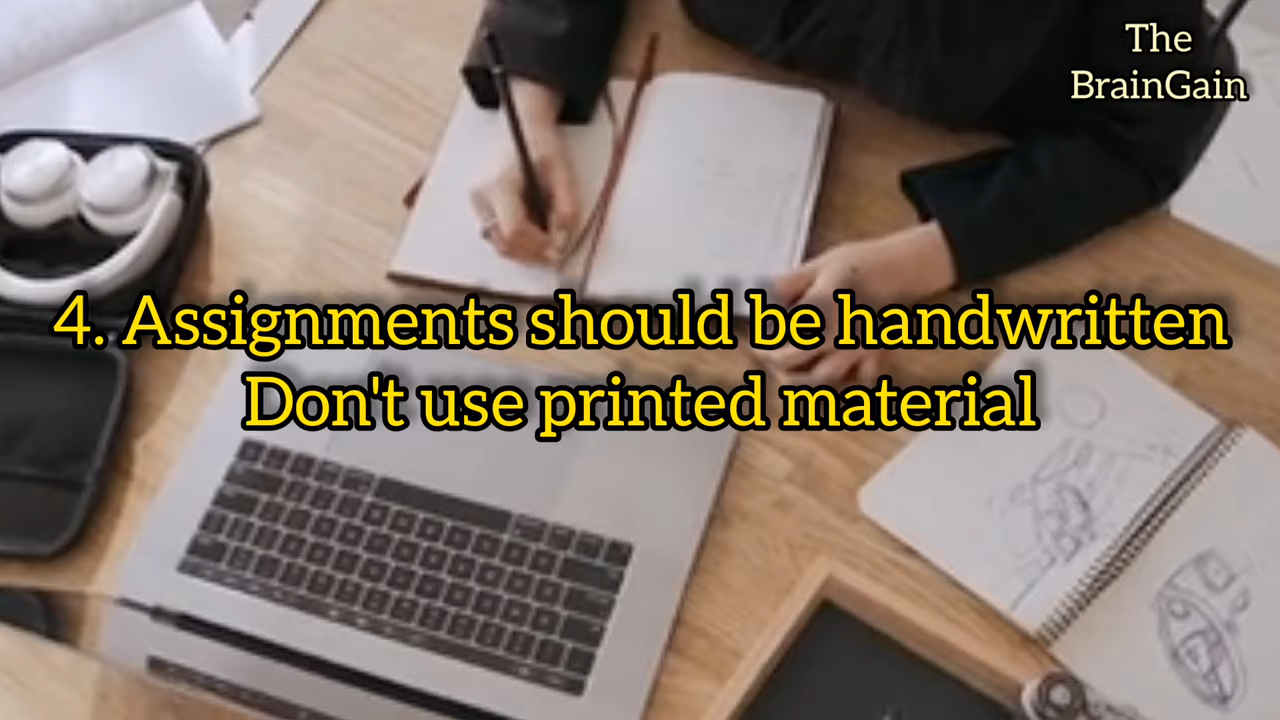 The
BrainGain
4. Assignments should be handwritten
Don't use printed material